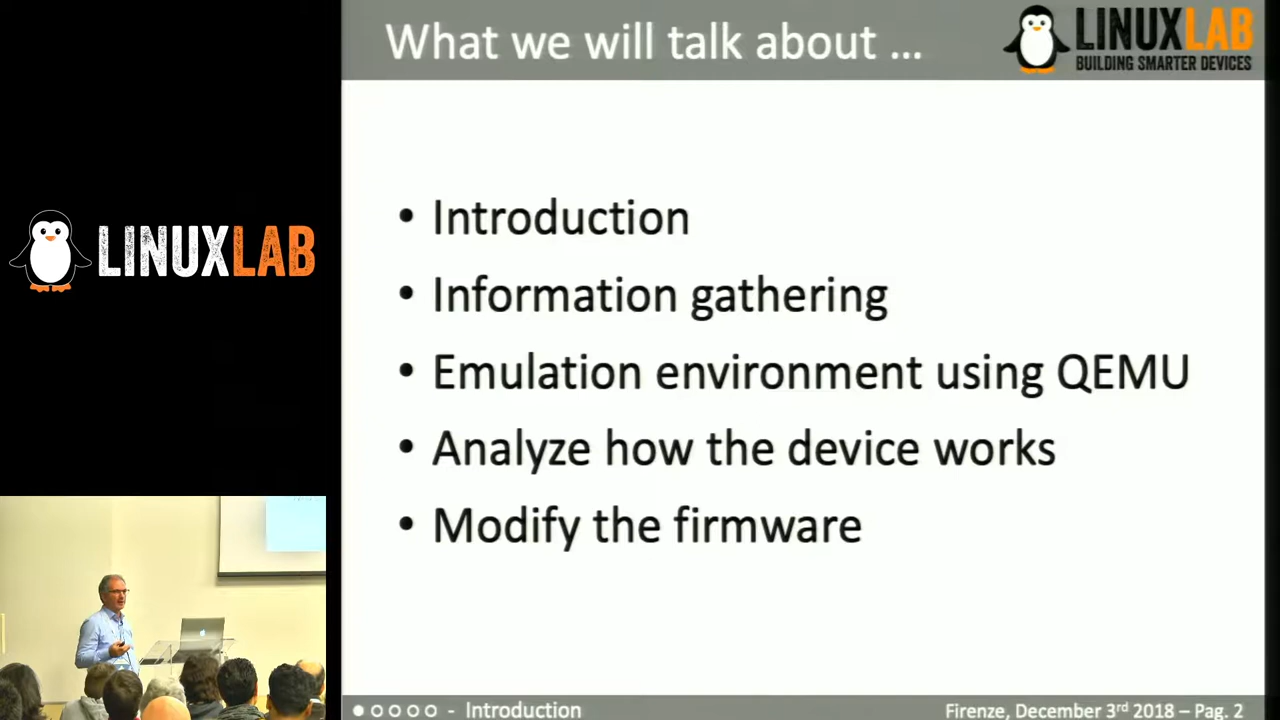 What we will talk about ...
LINUXLAB
BUILDING SMARTER DEVICES
LINUXLAB
• Introduction
• Information gathering
• Emulation environment using QEMU
• Analyze how the device works
• Modify the firmware
- Introduction
Firenze, December 3rd 2018 – Pag. 2